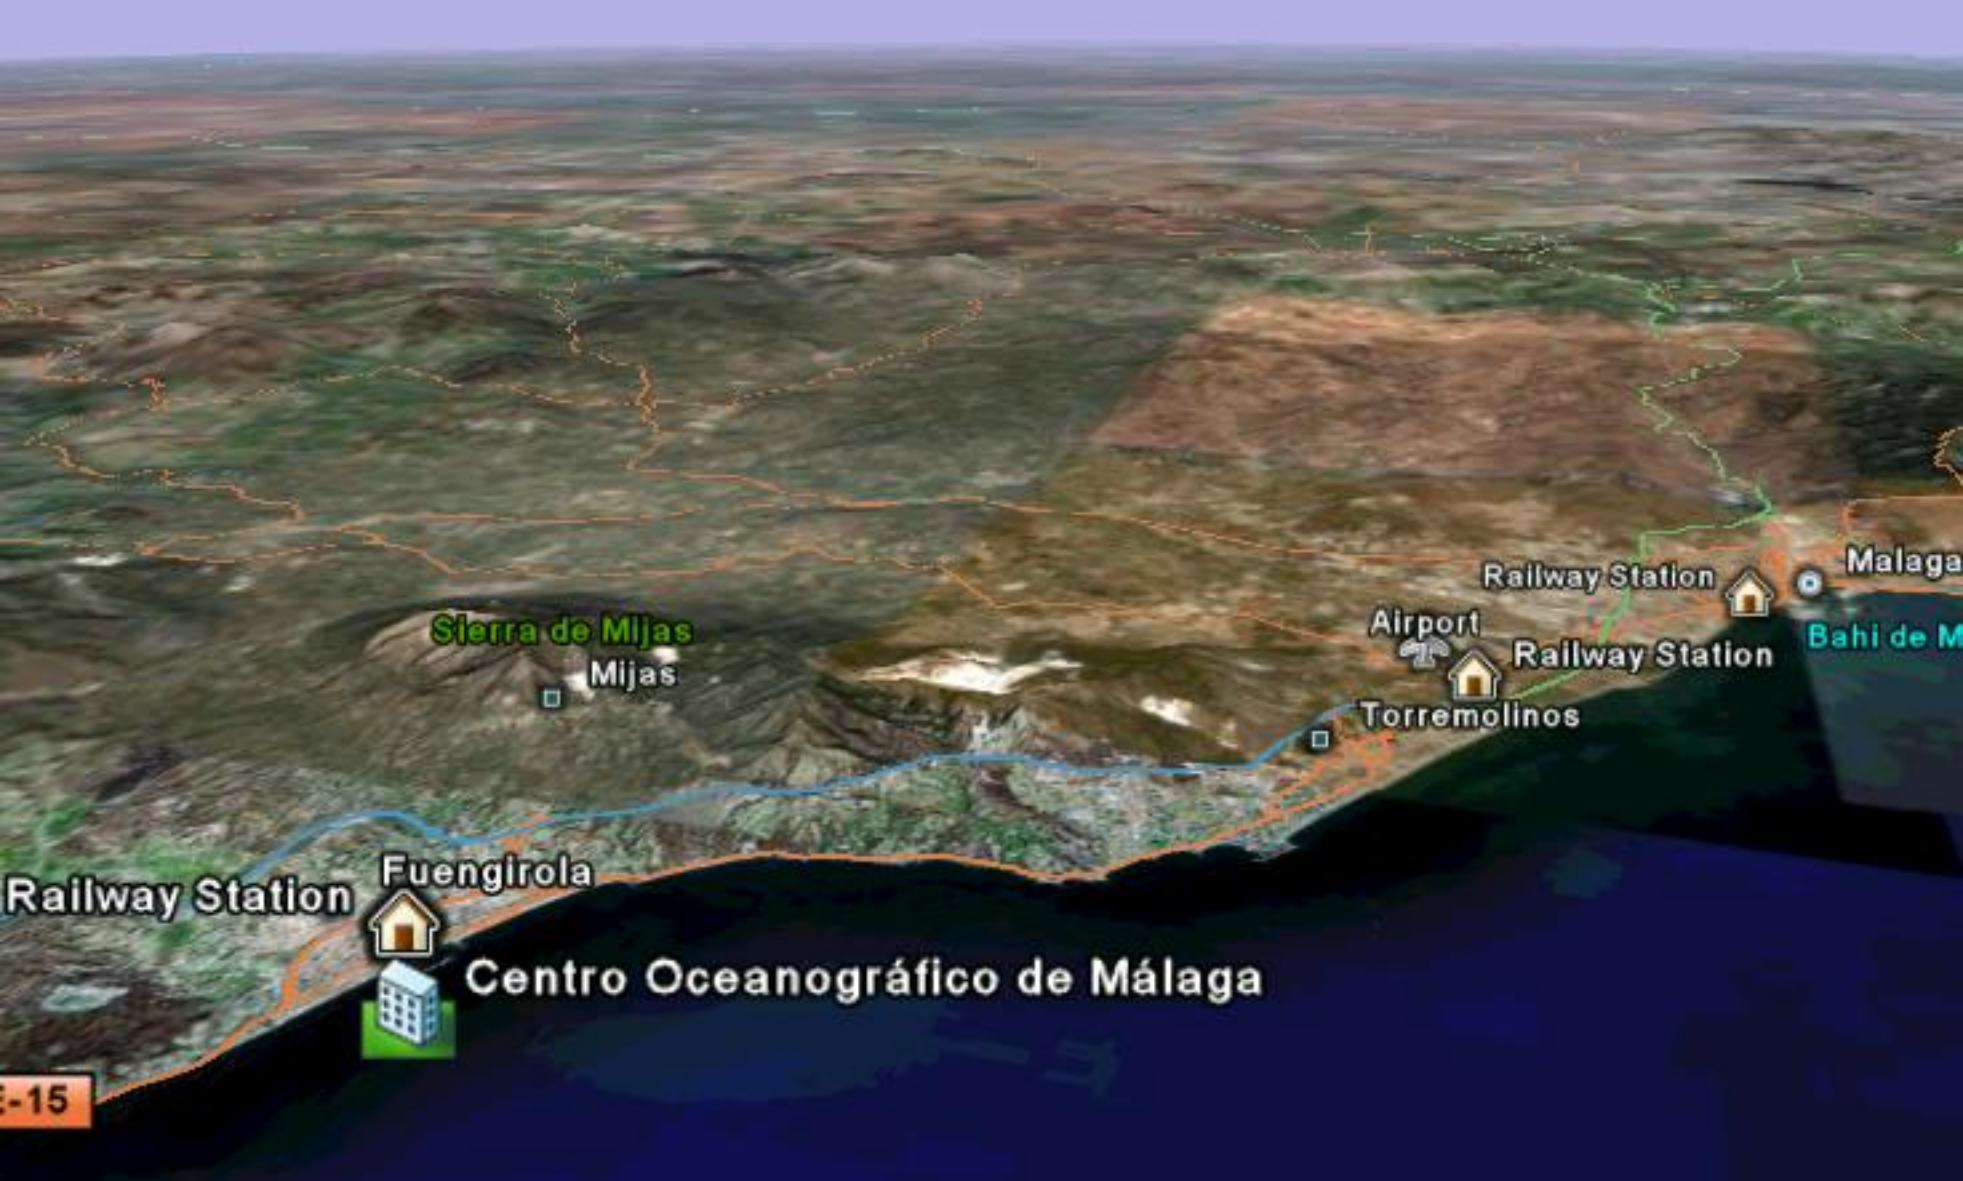 Railway Station
Malaga
Airport
Sierra de Mijas
Bahi de M
Railway Station
Mijas
Torremolinos
Fuengirola
Railway Station
Centro Oceanográfico de Málaga
E-15